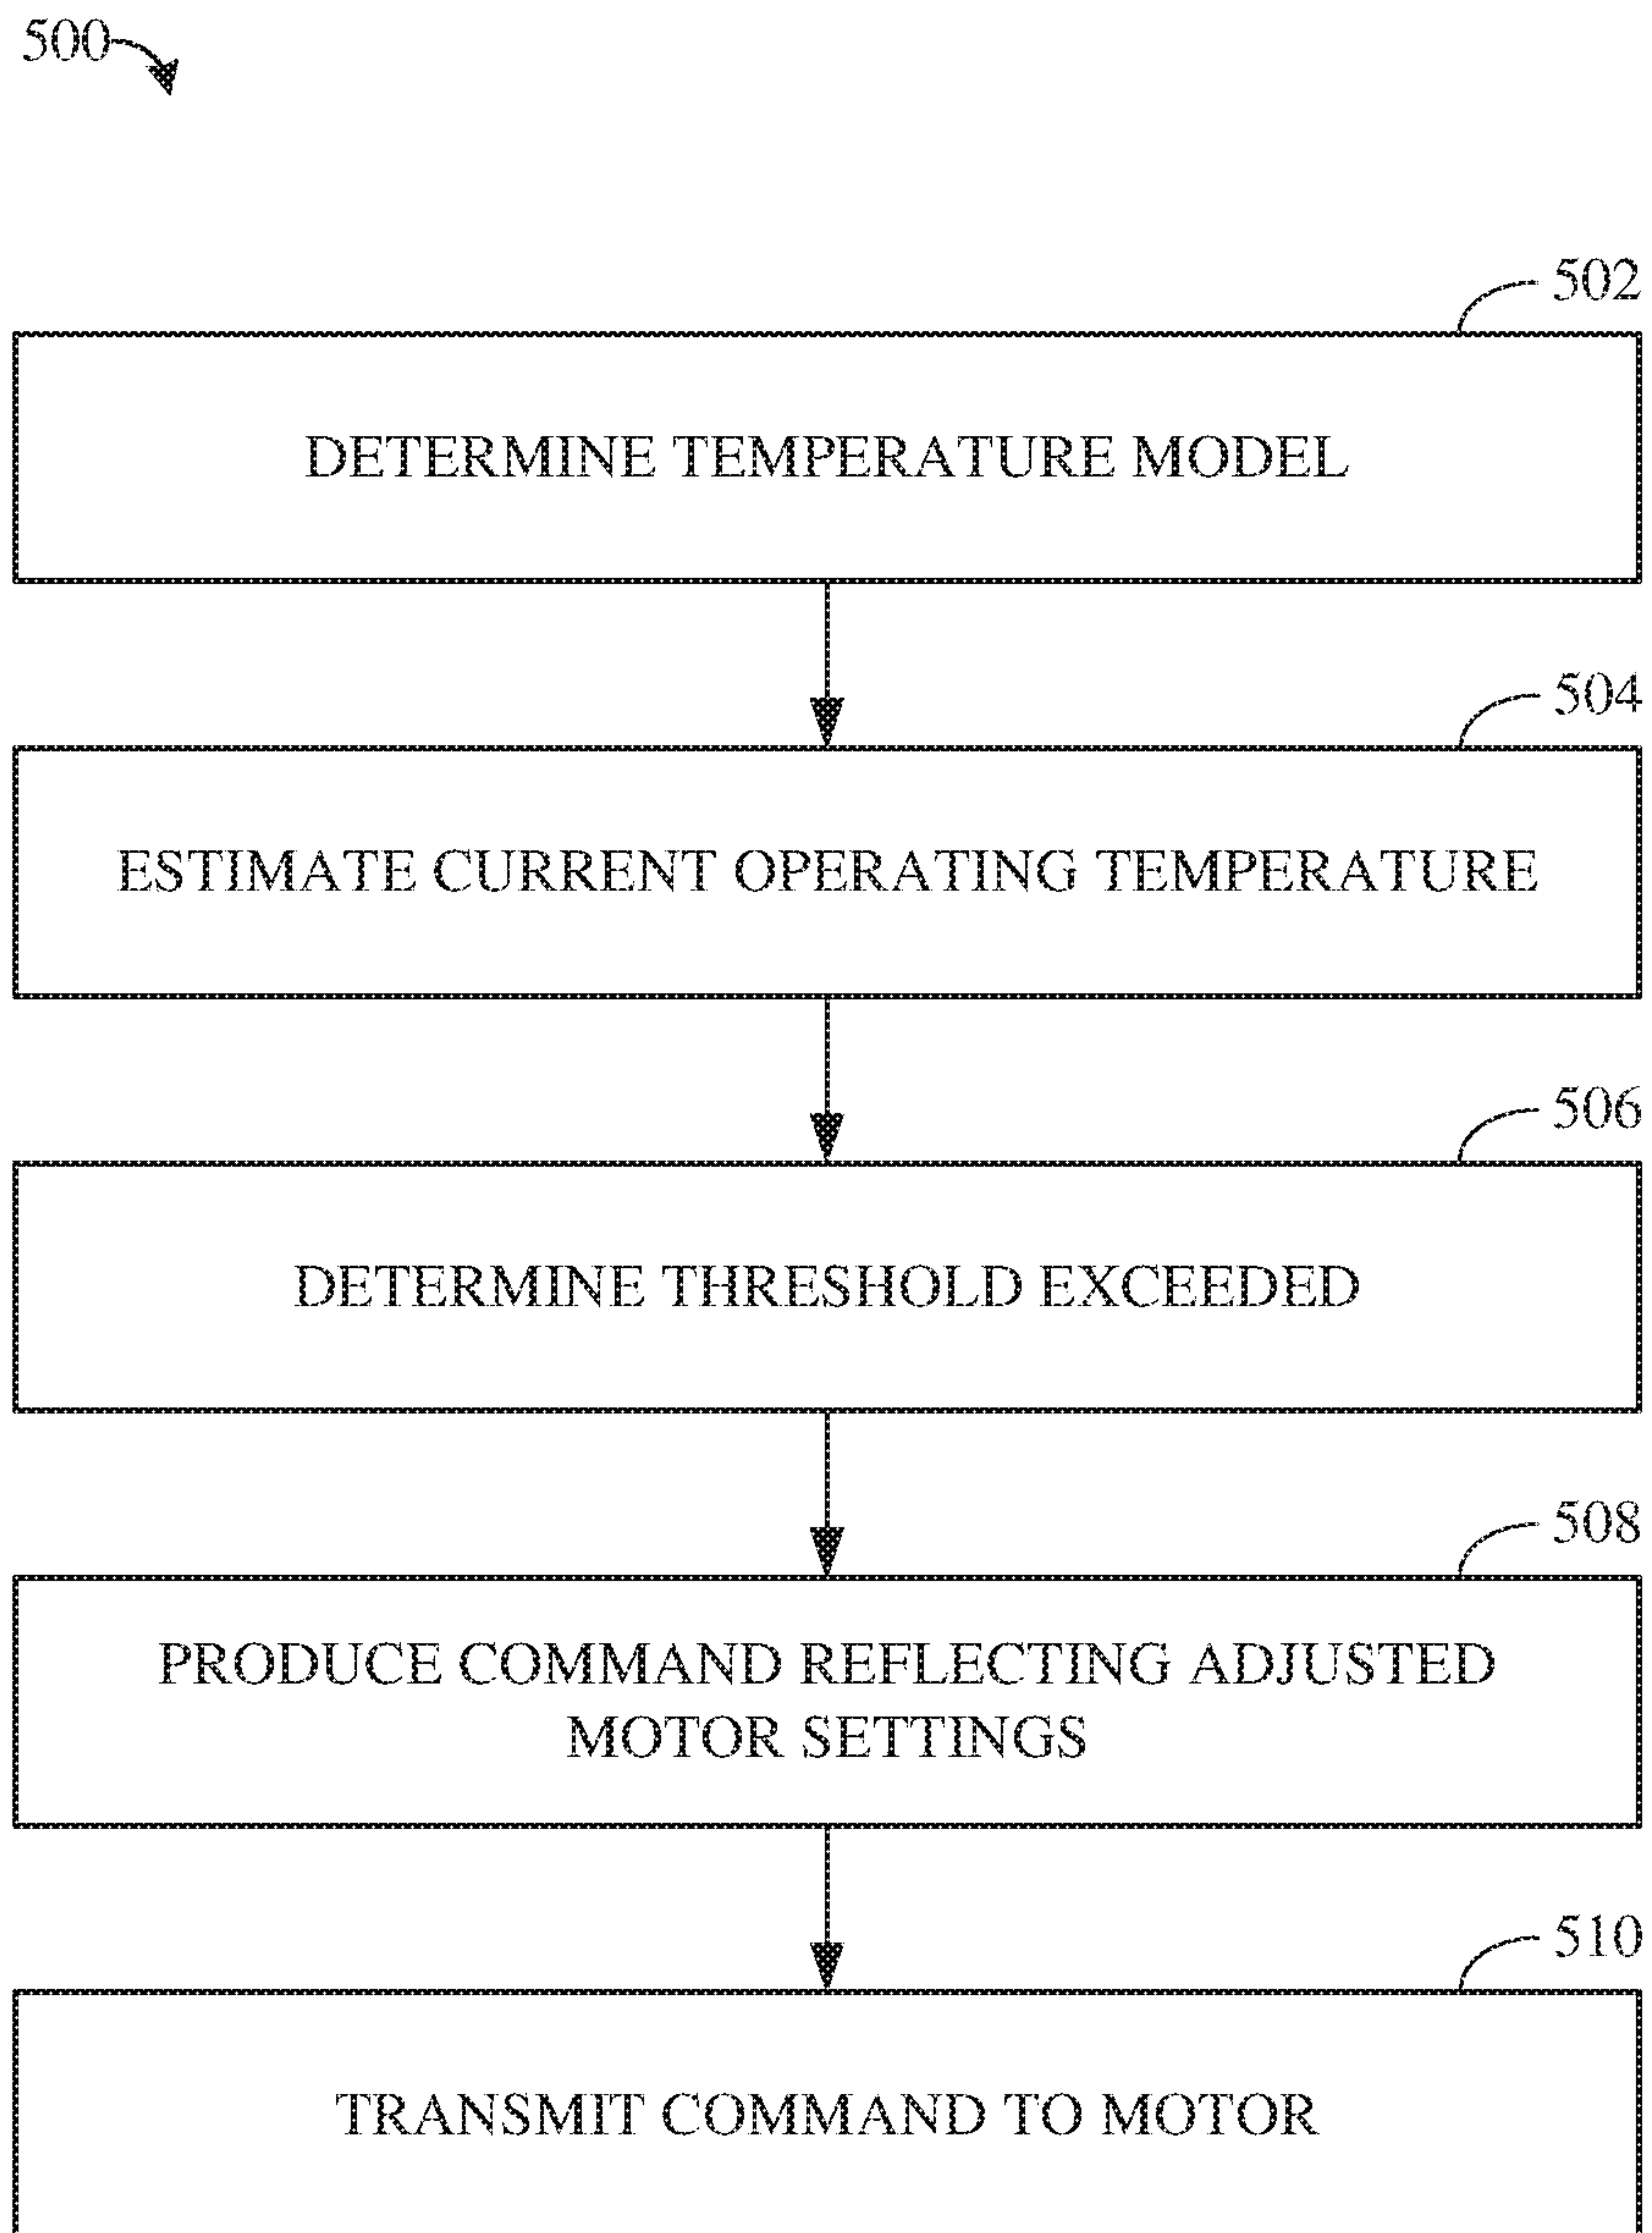 500
502
DETERMINE TEMPERATURE MODEL
504
ESTIMATE CURRENT OPERATING TEMPERATURE
506
DETERMINE THRESHOLD EXCEEDED
508
PRODUCE COMMAND REFLECTING ADJUSTED
MOTOR SETTINGS
510
TRANSMIT COMMAND TO MOTOR